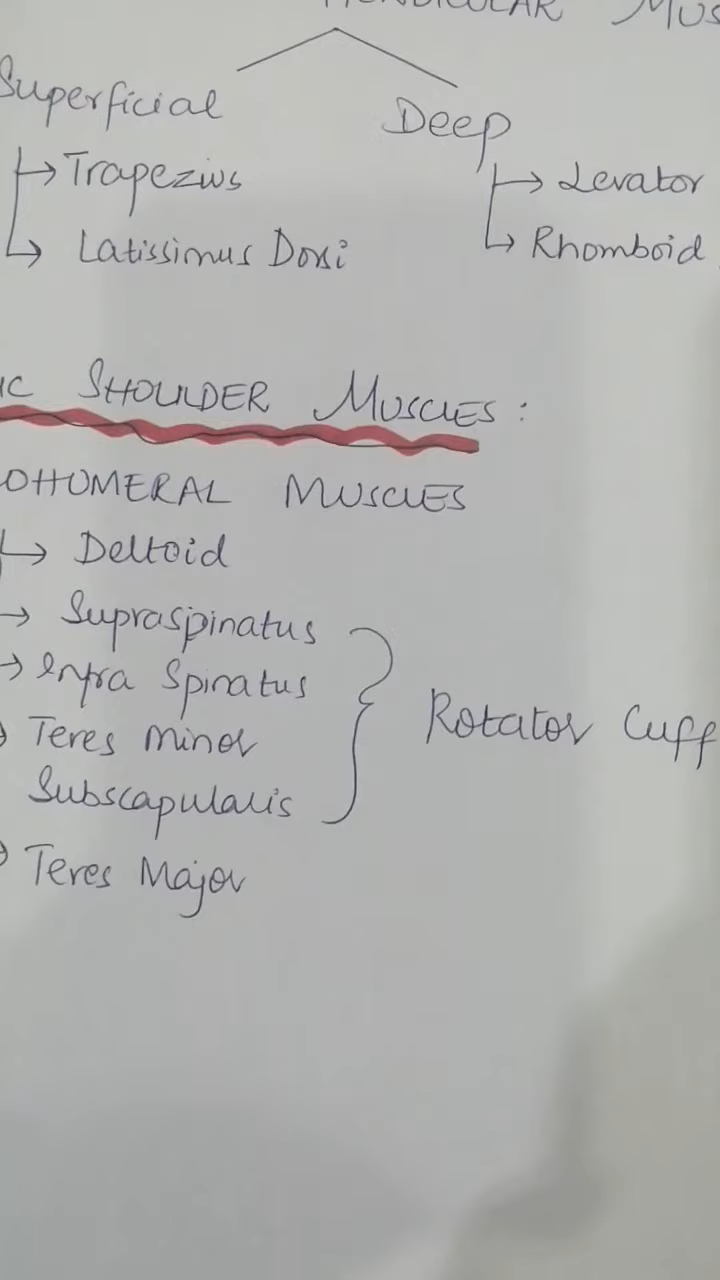 Superficial
Deep
Trapezius
Levator
Latissimus Dorsi
Rhomboid
SHOULDER MUSCLES:
OHUMERAL MUSCLES
Deltoid
Supraspinatus
Infra Spinatus
Rotator Cuff
Teres Minor
Subscapularis
Teres Major